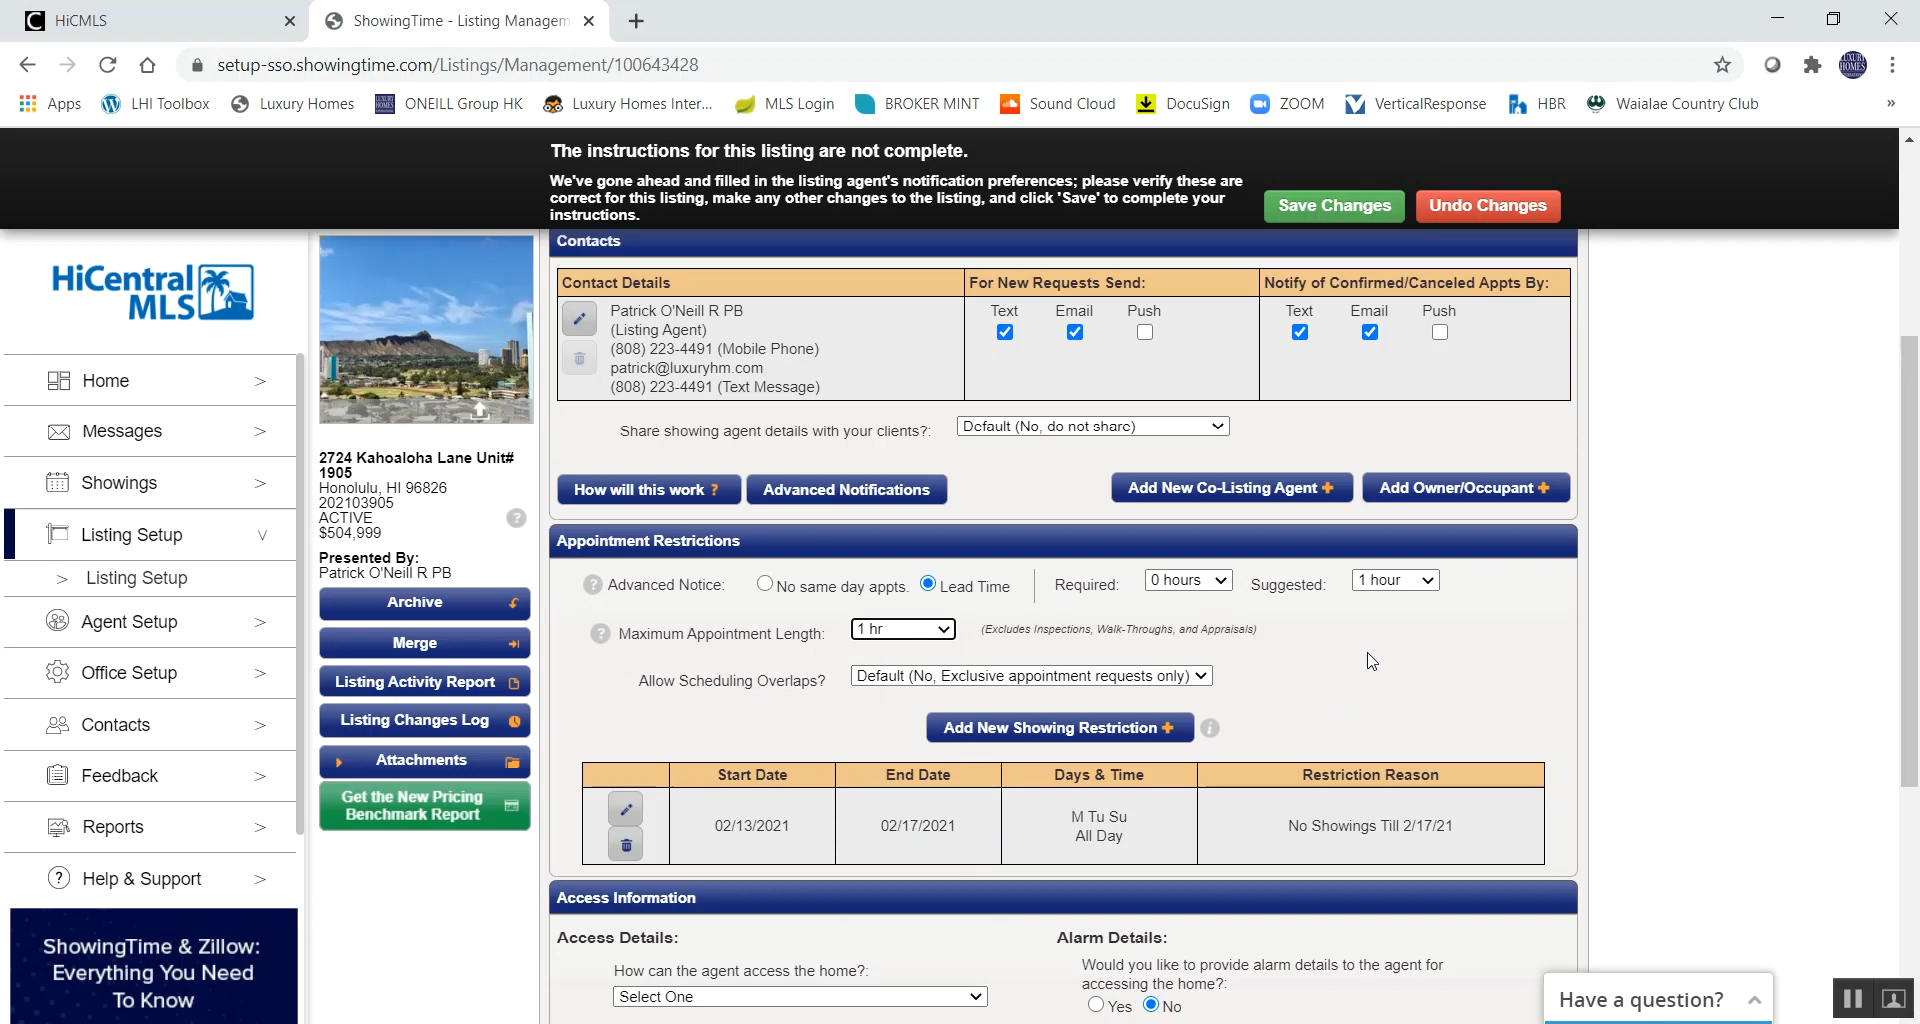 HiCMLS
ShowingTime - Listing Managem
setup-sso.showingtime.com/Listings/Management/100643428
Apps LHI Toolbox Luxury Homes ONEILL Group HK Luxury Homes Inter... MLS Login BROKER MINT Sound Cloud DocuSign ZOOM VerticalResponse HBR Waialae Country Club »
The instructions for this listing are not complete.
We've gone ahead and filled in the listing agent's notification preferences; please verify these are
correct for this listing, make any other changes to the listing, and click 'Save' to complete your
instructions.
Save Changes
Undo Changes
HiCentral
MLS
Home >
Messages >
Showings >
Listing Setup
> Listing Setup
Agent Setup >
Office Setup >
Contacts >
Feedback >
Reports >
Help & Support >
ShowingTime & Zillow:
Everything You Need
To Know
2724 Kahoaloha Lane Unit#
1905
Honolulu, HI 96826
202103905
ACTIVE
$504,999
Presented By:
Patrick O'Neill R PB
Archive
Merge
Listing Activity Report
Listing Changes Log
Attachments
Get the New Pricing
Benchmark Report
Contacts
Contact Details
For New Requests Send:
Notify of Confirmed/Canceled Appts By:
Patrick O'Neill R PB
(Listing Agent)
(808) 223-4491 (Mobile Phone)
patrick@luxuryhm.com
(808) 223-4491 (Text Message)
Text Email Push
Text Email Push
Share showing agent details with your clients?: Default (No, do not share)
How will this work ?
Advanced Notifications
Add New Co-Listing Agent +
Add Owner/Occupant +
Appointment Restrictions
? Advanced Notice: No same day appts. Lead Time Required: 0 hours Suggested: 1 hour
? Maximum Appointment Length: 1 hr (Excludes Inspections, Walk-Throughs, and Appraisals)
Allow Scheduling Overlaps? Default (No, Exclusive appointment requests only)
Add New Showing Restriction + i
Start Date End Date Days & Time Restriction Reason
02/13/2021 02/17/2021 M Tu Su
All Day
No Showings Till 2/17/21
Access Information
Access Details:
How can the agent access the home?:
Select One
Alarm Details:
Would you like to provide alarm details to the agent for
accessing the home?:
Yes No
Have a question?